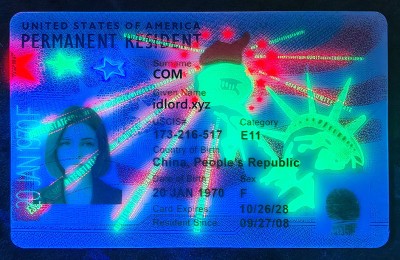 UNITED STATES OF AMERICA
PERMANENT RESIDENT
Surname
COM
Given Name
idlord.xyz
USCIS# Category
173-216-517 E11
Country of Birth
China, People's Republic
Date of Birth Sex
20 JAN 1970 F
Card Expires: 10/26/28
Resident Since: 09/27/08
20 JAN 1970 F